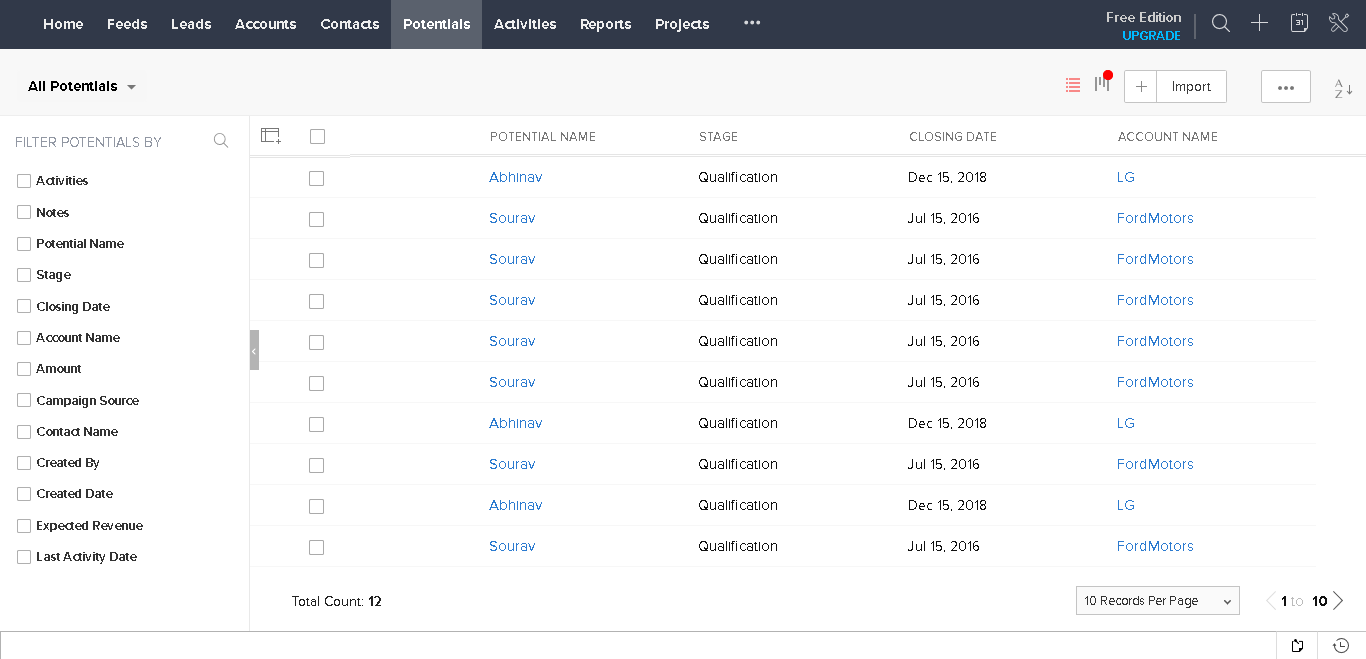 Home Feeds Leads Accounts Contacts Potentials Activities Reports Projects ••• Free Edition
UPGRADE
31
All Potentials
Import
•••
A
Z
FILTER POTENTIALS BY
Activities
Notes
Potential Name
Stage
Closing Date
Account Name
Amount
Campaign Source
Contact Name
Created By
Created Date
Expected Revenue
Last Activity Date
POTENTIAL NAME STAGE CLOSING DATE ACCOUNT NAME
Abhinav Qualification Dec 15, 2018 LG
Sourav Qualification Jul 15, 2016 FordMotors
Sourav Qualification Jul 15, 2016 FordMotors
Sourav Qualification Jul 15, 2016 FordMotors
Sourav Qualification Jul 15, 2016 FordMotors
Sourav Qualification Jul 15, 2016 FordMotors
Abhinav Qualification Dec 15, 2018 LG
Sourav Qualification Jul 15, 2016 FordMotors
Abhinav Qualification Dec 15, 2018 LG
Sourav Qualification Jul 15, 2016 FordMotors
Total Count: 12 10 Records Per Page 1 to 10